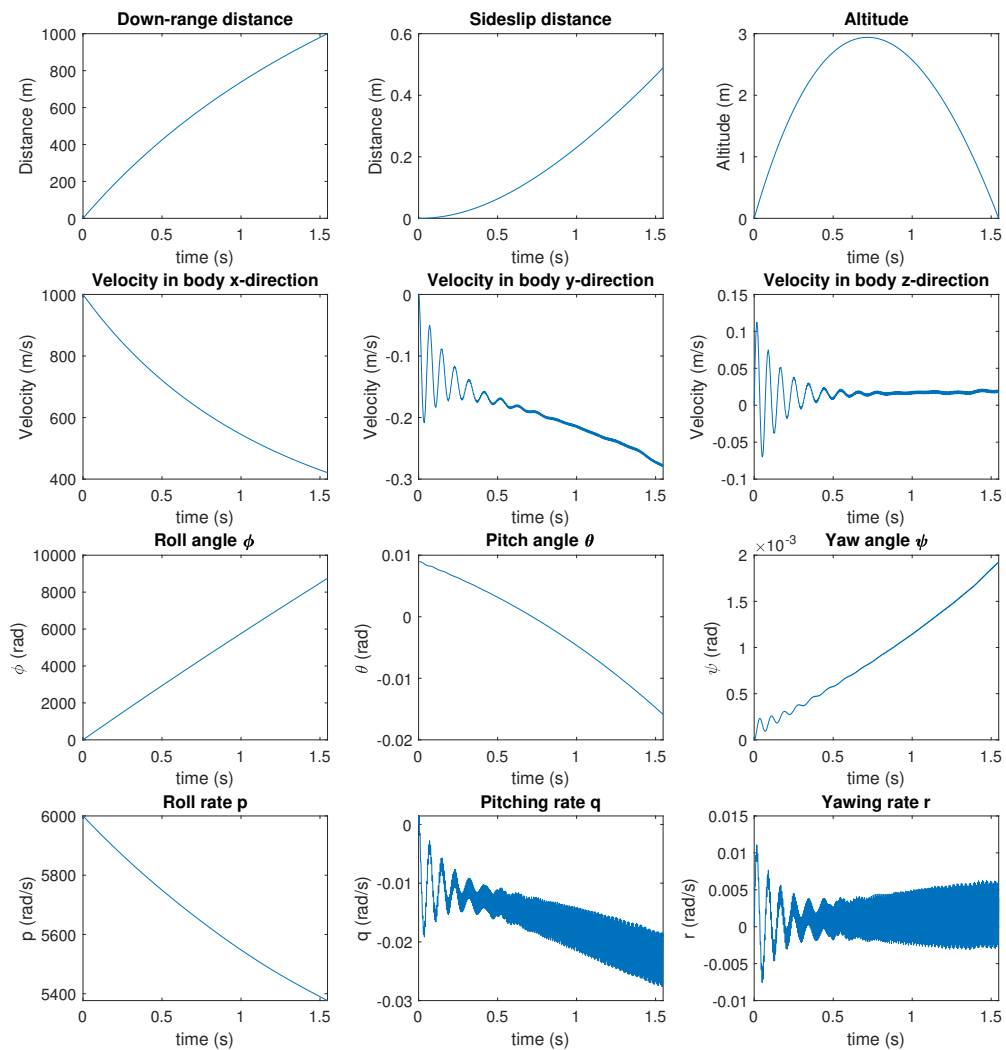 Down-range distance
1000
800
600
400
200
0
Distance (m)
0 0.5 1 1.5
time (s)
Sideslip distance
0.6
0.4
0.2
0
Distance (m)
0 0.5 1 1.5
time (s)
Altitude
3
2
1
0
Altitude (m)
0 0.5 1 1.5
time (s)
Velocity in body x-direction
1000
800
600
400
Velocity (m/s)
0 0.5 1 1.5
time (s)
Velocity in body y-direction
0
-0.1
-0.2
-0.3
Velocity (m/s)
0 0.5 1 1.5
time (s)
Velocity in body z-direction
0.15
0.1
0.05
0
-0.05
-0.1
Velocity (m/s)
0 0.5 1 1.5
time (s)
Roll angle ϕ
10000
8000
6000
4000
2000
0
ϕ (rad)
0 0.5 1 1.5
time (s)
Pitch angle θ
0.01
0
-0.01
-0.02
θ (rad)
0 0.5 1 1.5
time (s)
Yaw angle ψ
×10⁻³
2
1.5
1
0.5
0
ψ (rad)
0 0.5 1 1.5
time (s)
Roll rate p
6000
5800
5600
5400
p (rad/s)
0 0.5 1 1.5
time (s)
Pitching rate q
0
-0.01
-0.02
-0.03
q (rad/s)
0 0.5 1 1.5
time (s)
Yawing rate r
0.015
0.01
0.005
0
-0.005
-0.01
r (rad/s)
0 0.5 1 1.5
time (s)